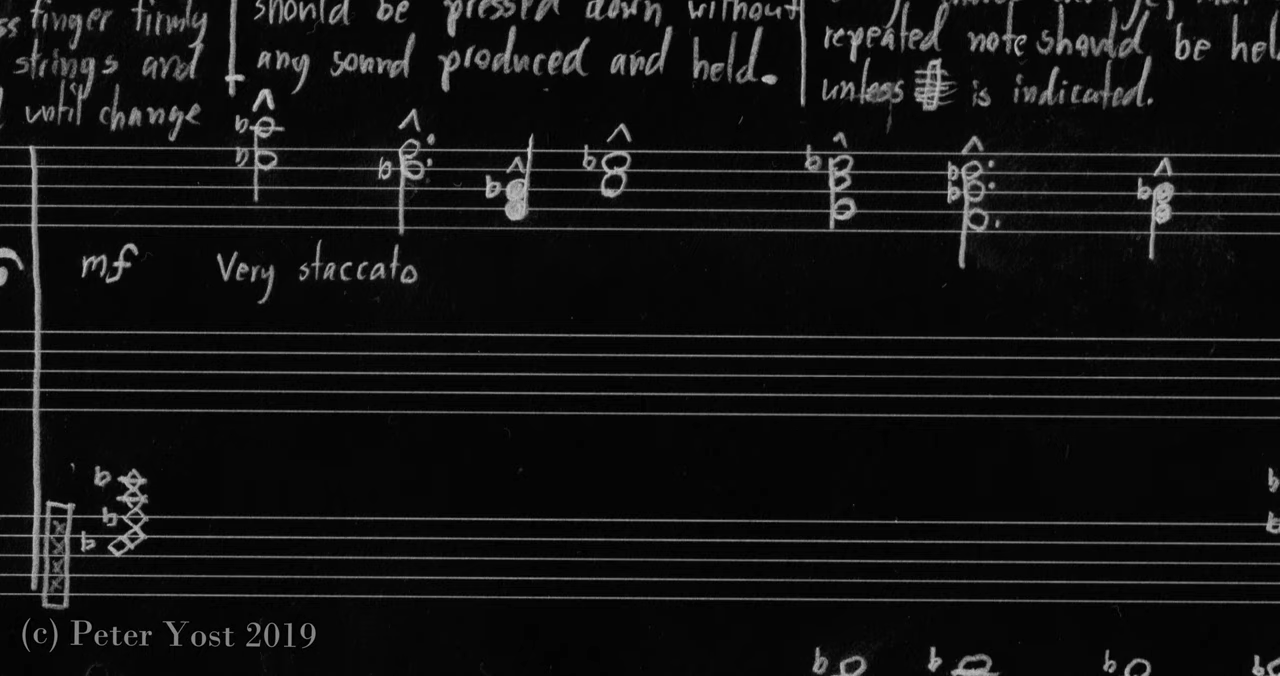 ss finger firmly
strings and
until change
should be pressed down without
any sound produced and held.
repeated note should be hel
unless is indicated.
mf Very staccato
(c) Peter Yost 2019